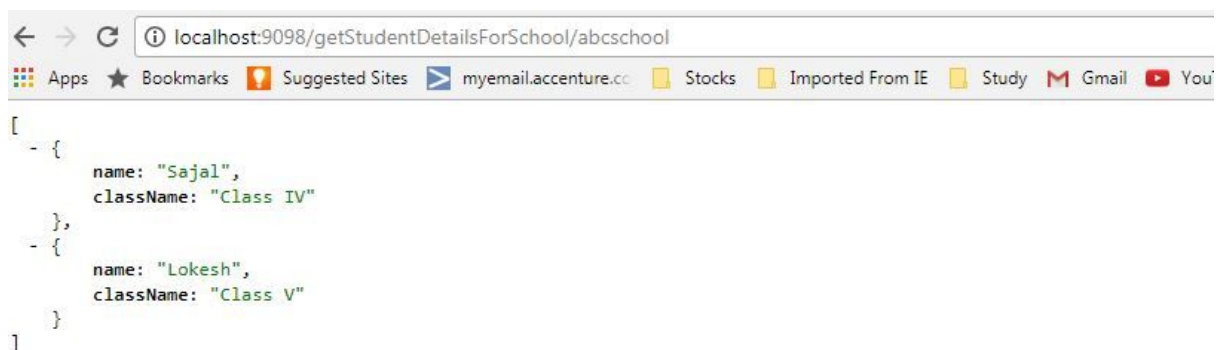 localhost:9098/getStudentDetailsForSchool/abcschool
Apps Bookmarks Suggested Sites myemail.accenture.cc Stocks Imported From IE Study Gmail You
[
- {
name: "Sajal",
className: "Class IV"
},
- {
name: "Lokesh",
className: "Class V"
}
]